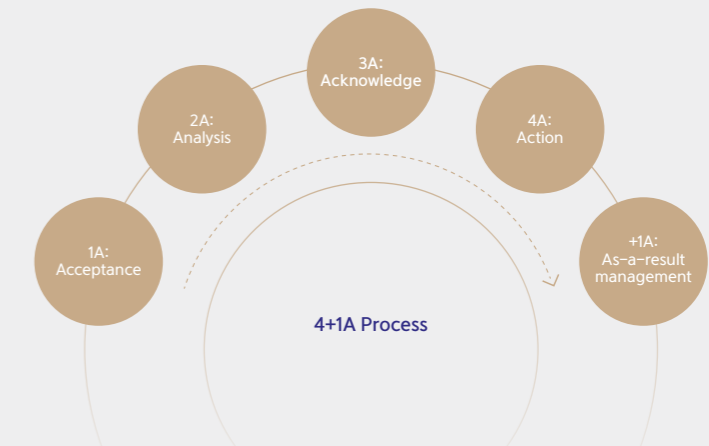 1A:
Acceptance
2A:
Analysis
3A:
Acknowledge
4A:
Action
+1A:
As-a-result
management
4+1A Process